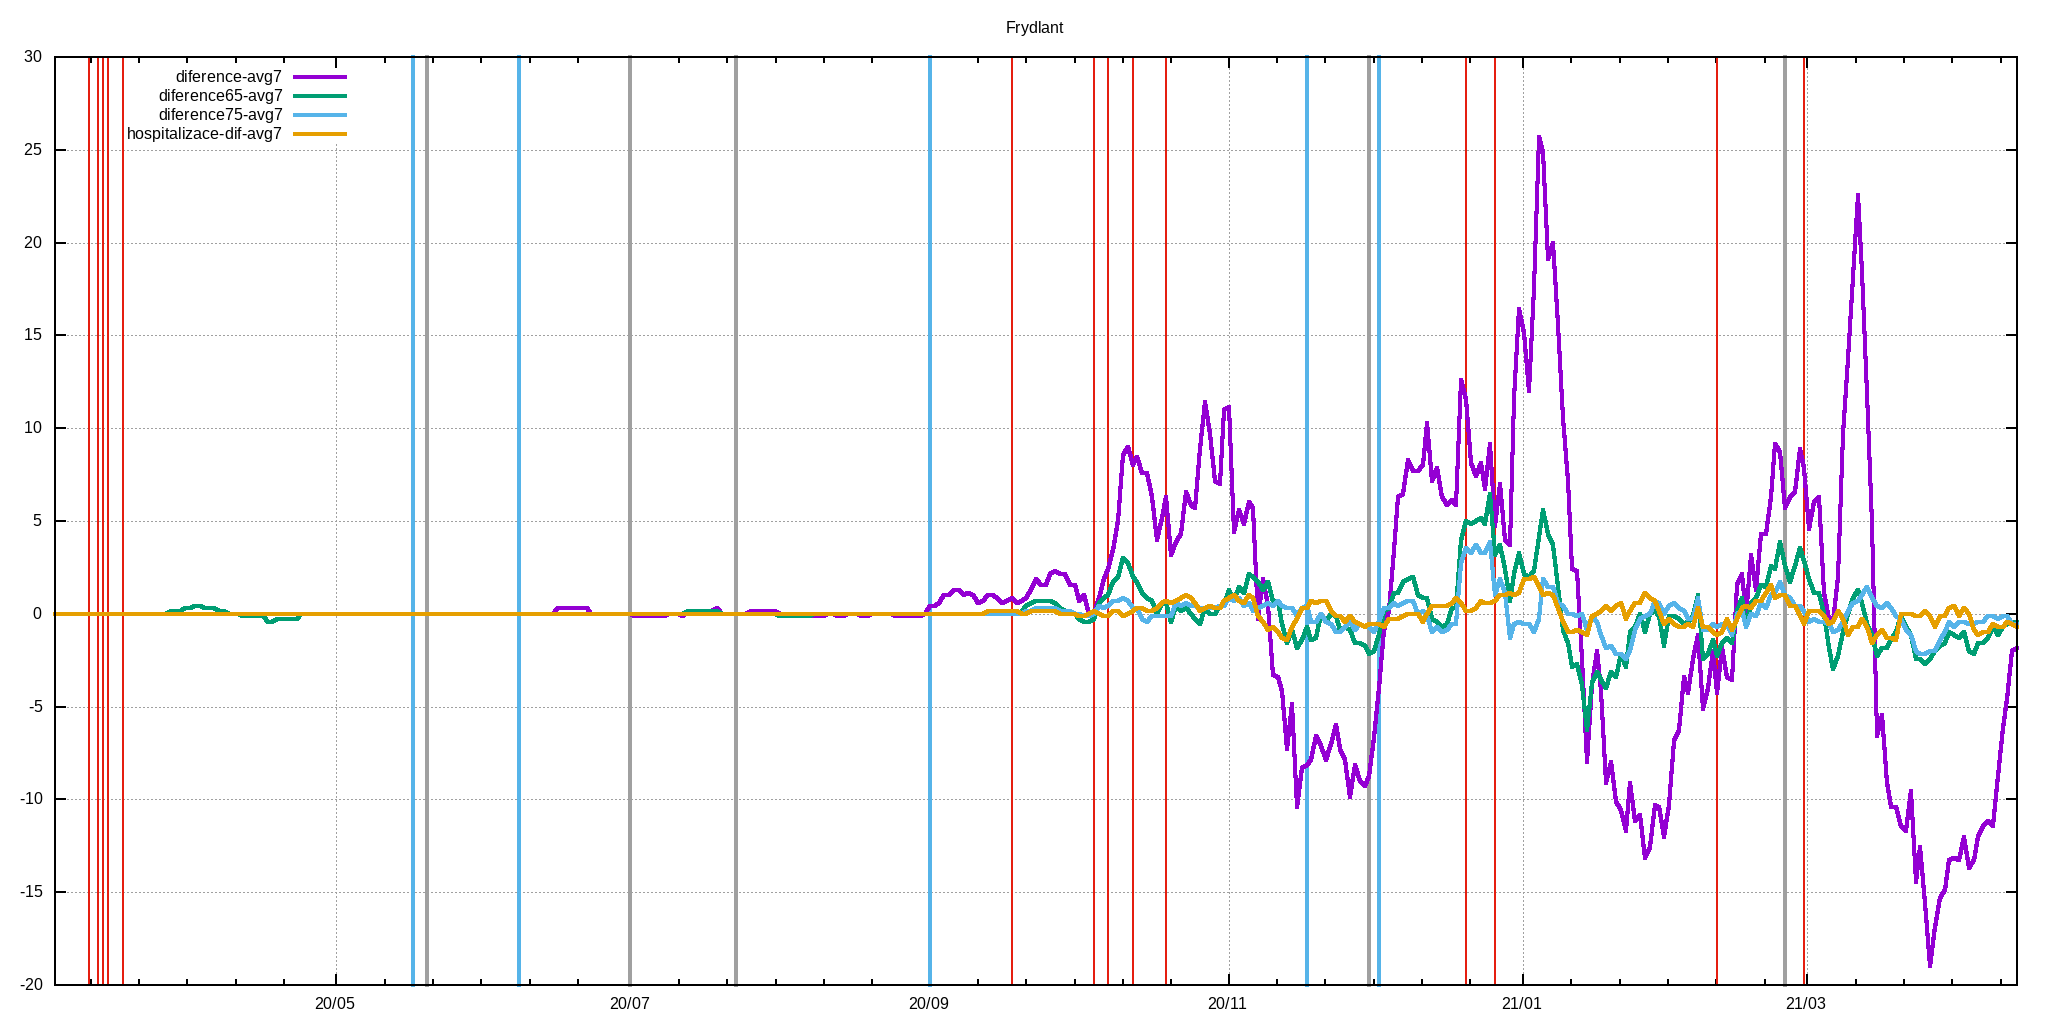 Frydlant
30
diference-avg7
diference65-avg7
diference75-avg7
hospitalizace-dif-avg7
25
20
15
10
5
0
-5
-10
-15
-20
20/05 20/07 20/09 20/11 21/01 21/03